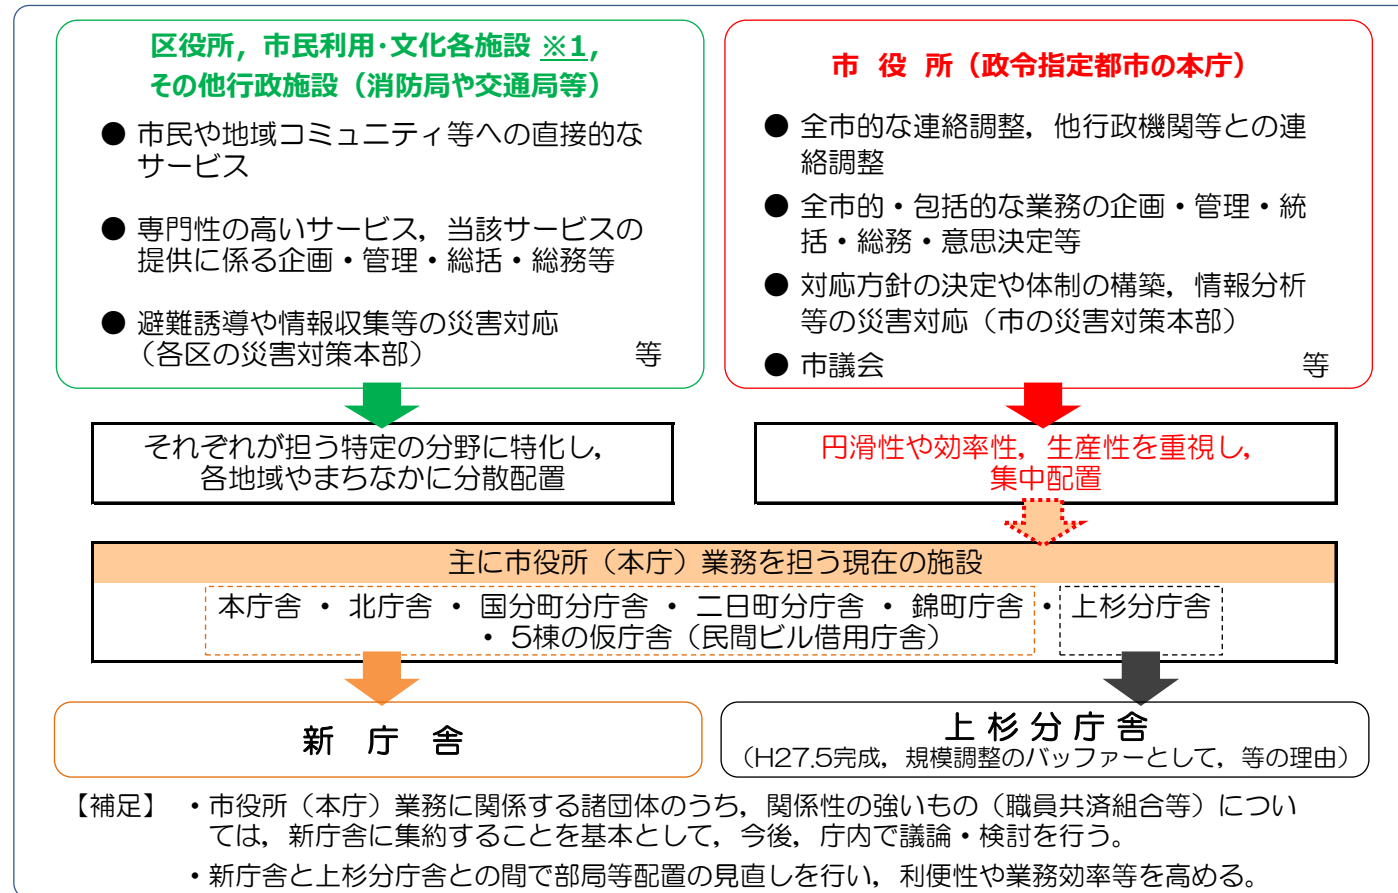 区役所，市民利用・文化各施設 ※1，
その他行政施設（消防局や交通局等）
● 市民や地域コミュニティ等への直接的な
サービス
● 専門性の高いサービス，当該サービスの
提供に係る企画・管理・総括・総務等
● 避難誘導や情報収集等の災害対応
（各区の災害対策本部） 等
市 役 所（政令指定都市の本庁）
● 全市的な連絡調整，他行政機関等との連
絡調整
● 全市的・包括的な業務の企画・管理・統
括・総務・意思決定等
● 対応方針の決定や体制の構築，情報分析
等の災害対応（市の災害対策本部）
● 市議会 等
それぞれが担う特定の分野に特化し，
各地域やまちなかに分散配置
円滑性や効率性，生産性を重視し，
集中配置
主に市役所（本庁）業務を担う現在の施設
本庁舎 ・ 北庁舎 ・ 国分町分庁舎 ・ 二日町分庁舎 ・ 錦町庁舎 ・ 上杉分庁舎
・ 5棟の仮庁舎（民間ビル借用庁舎）
新 庁 舎
上 杉 分 庁 舎
（H27.5完成，規模調整のバッファーとして，等の理由）
【補足】 ・市役所（本庁）業務に関係する諸団体のうち，関係性の強いもの（職員共済組合等）につい
ては，新庁舎に集約することを基本として，今後，庁内で議論・検討を行う。
・新庁舎と上杉分庁舎との間で部局等配置の見直しを行い，利便性や業務効率等を高める。